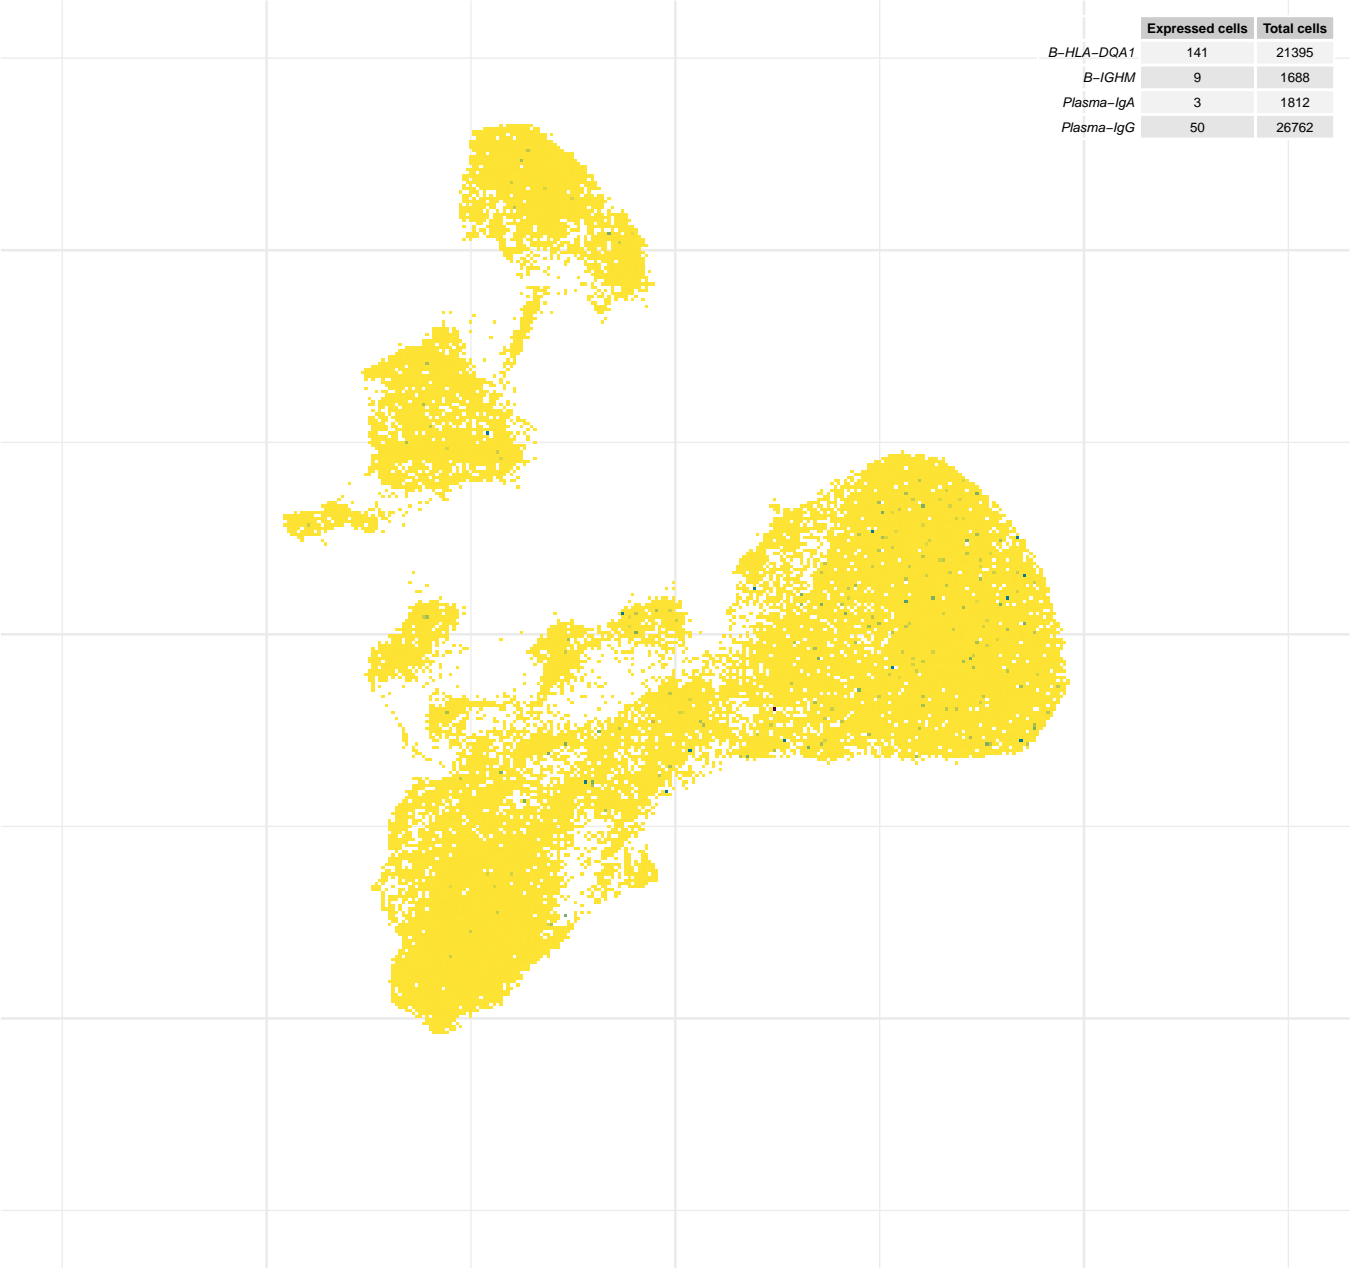 Expressed cells Total cells
B−HLA−DQA1 141 21395
B−IGHM 9 1688
Plasma−IgA 3 1812
Plasma−IgG 50 26762